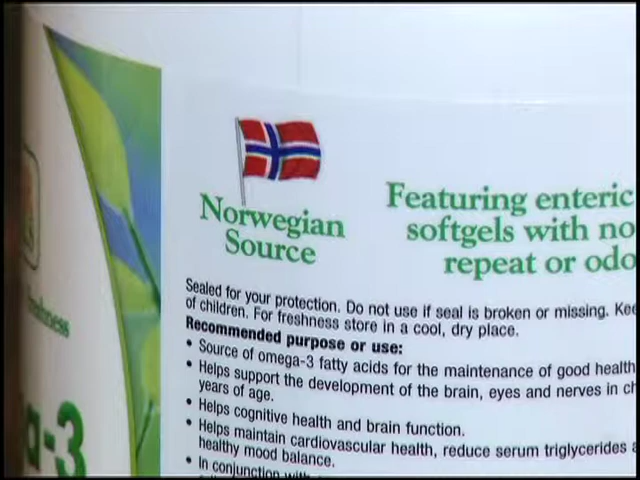 Norwegian
Source
Featuring enteric
softgels with no
repeat or odo
Sealed for your protection. Do not use if seal is broken or missing. Kee
of children. For freshness store in a cool, dry place.
Recommended purpose or use:
• Source of omega-3 fatty acids for the maintenance of good health
• Helps support the development of the brain, eyes and nerves in ch
years of age.
• Helps cognitive health and brain function.
• Helps maintain cardiovascular health, reduce serum triglycerides a
healthy mood balance.
• In conjunction with
freshness
a-3